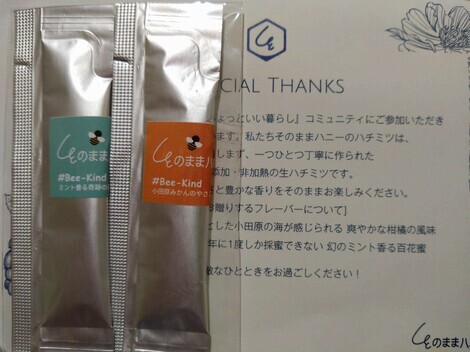 のまま
#Bee-Kind
ミント香る奇跡の
のままハ
#Bee-Kind
小田原みかんのやさ
CIAL THANKS
ょっといい暮らし』コミュニティにご参加いただき
ます。私たちそのままハニーのハチミツは、
しまず、一つひとつ丁寧に作られた
添加・非加熱の生ハチミツです。
と豊かな香りをそのままお楽しみください。
贈りするフレーバーについて]
とした小田原の海が感じられる 爽やかな柑橘の風味
年に1度しか採蜜できない 幻のミント香る百花蜜
敵なひとときをお過ごしください！
のままハ